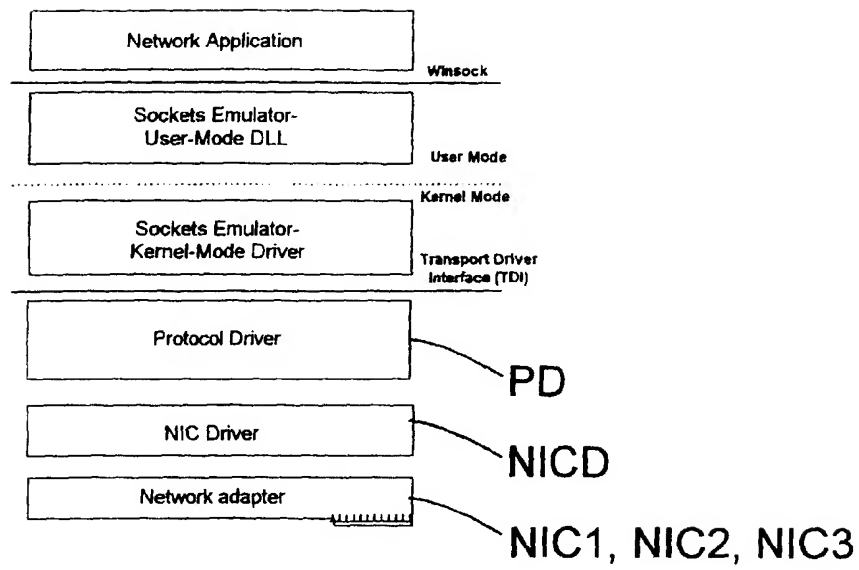 Network Application
Winsock
Sockets Emulator-
User-Mode DLL
User Mode
Kernel Mode
Sockets Emulator-
Kernel-Mode Driver
Transport Driver
Interface (TDI)
Protocol Driver
PD
NIC Driver
NICD
Network adapter
NIC1, NIC2, NIC3